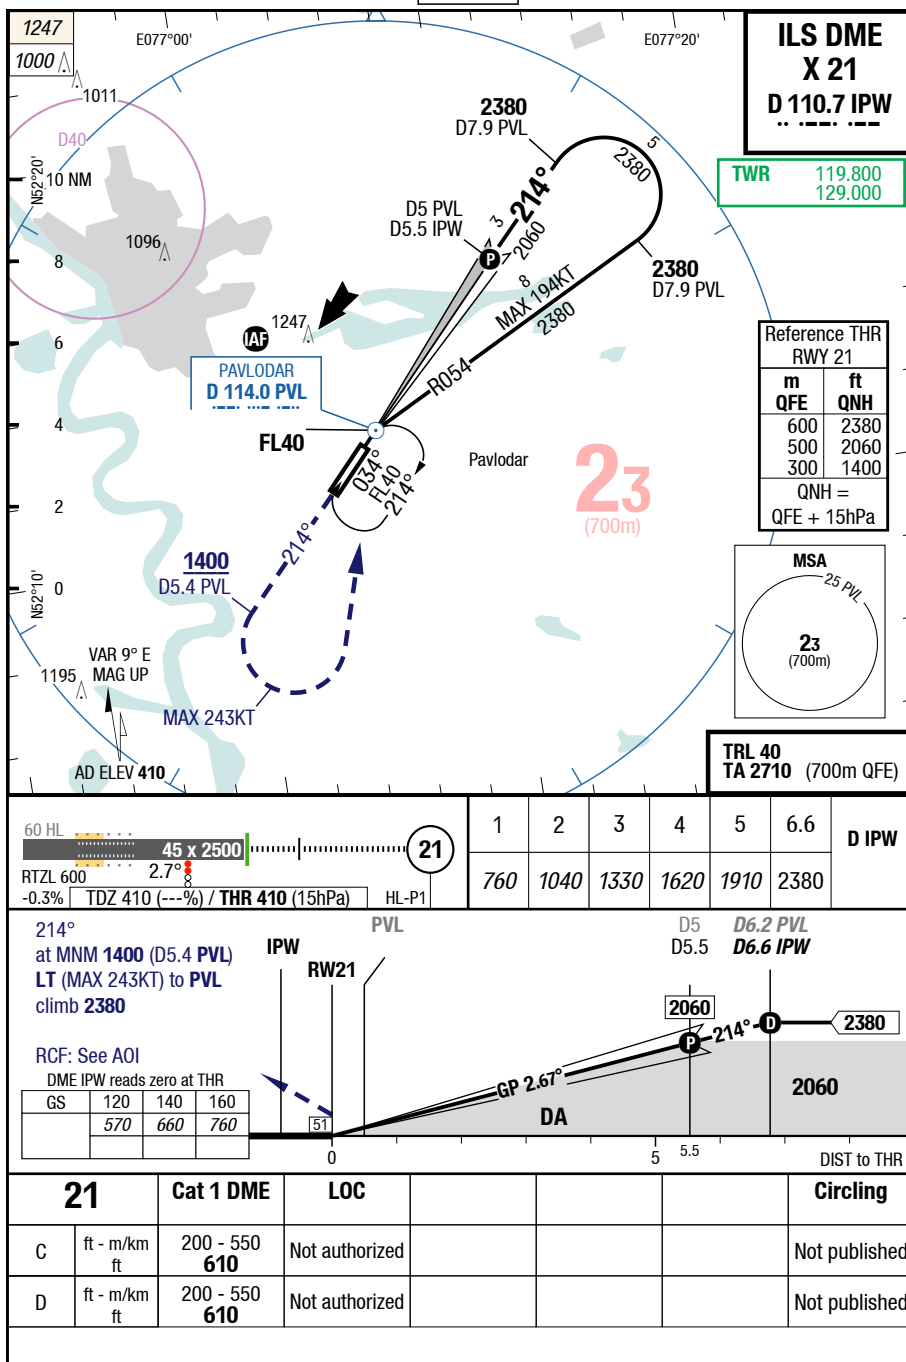 1247
1000
E077°00'
E077°20'
ILS DME
X 21
D 110.7 IPW
1011
D40
N52°20'
10 NM
2380
D7.9 PVL
5
2380
TWR 119.800
129.000
214°
D5 PVL
D5.5 IPW
3
2060
P
1096
8
2380
D7.9 PVL
8
MAX 194KT
2380
IAF
1247
6
PAVLODAR
D 114.0 PVL
R054
Reference THR
RWY 21
m ft
QFE QNH
600 2380
500 2060
300 1400
QNH =
QFE + 15hPa
4
FL40
034°
FL40
214°
Pavlodar
23
(700m)
2
214°
1400
D5.4 PVL
N52°10'
0
MSA
25 PVL
23
(700m)
VAR 9° E
MAG UP
1195
MAX 243KT
AD ELEV 410
TRL 40
TA 2710 (700m QFE)
60 HL
45 x 2500
21
RTZL 600
2.7°
-0.3%
TDZ 410 (---%) / THR 410 (15hPa)
HL-P1
1 2 3 4 5 6.6 D IPW
760 1040 1330 1620 1910 2380
214°
at MNM 1400 (D5.4 PVL)
LT (MAX 243KT) to PVL
climb 2380
RCF: See AOI
DME IPW reads zero at THR
GS 120 140 160
570 660 760
PVL
IPW
RW21
D5 D6.2 PVL
D5.5 D6.6 IPW
2060
214°
D
2380
P
GP 2.67°
2060
DA
51
0
5
5.5
DIST to THR
21 Cat 1 DME LOC Circling
C ft - m/km 200 - 550 Not authorized Not published
ft 610
D ft - m/km 200 - 550 Not authorized Not published
ft 610